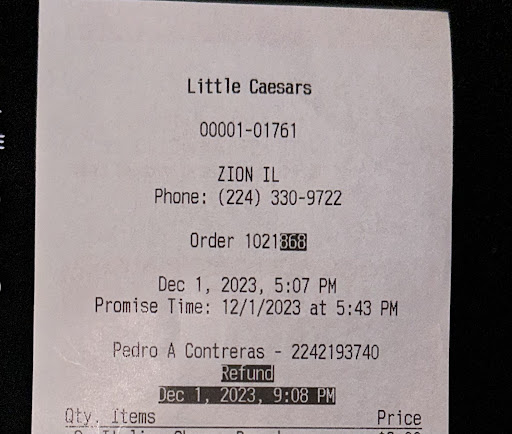 Little Caesars
00001-01761
ZION IL
Phone: (224) 330-9722
Order 1021868
Dec 1, 2023, 5:07 PM
Promise Time: 12/1/2023 at 5:43 PM
Pedro A Contreras - 2242193740
Refund
Dec 1, 2023, 9:08 PM
Qty Items Price